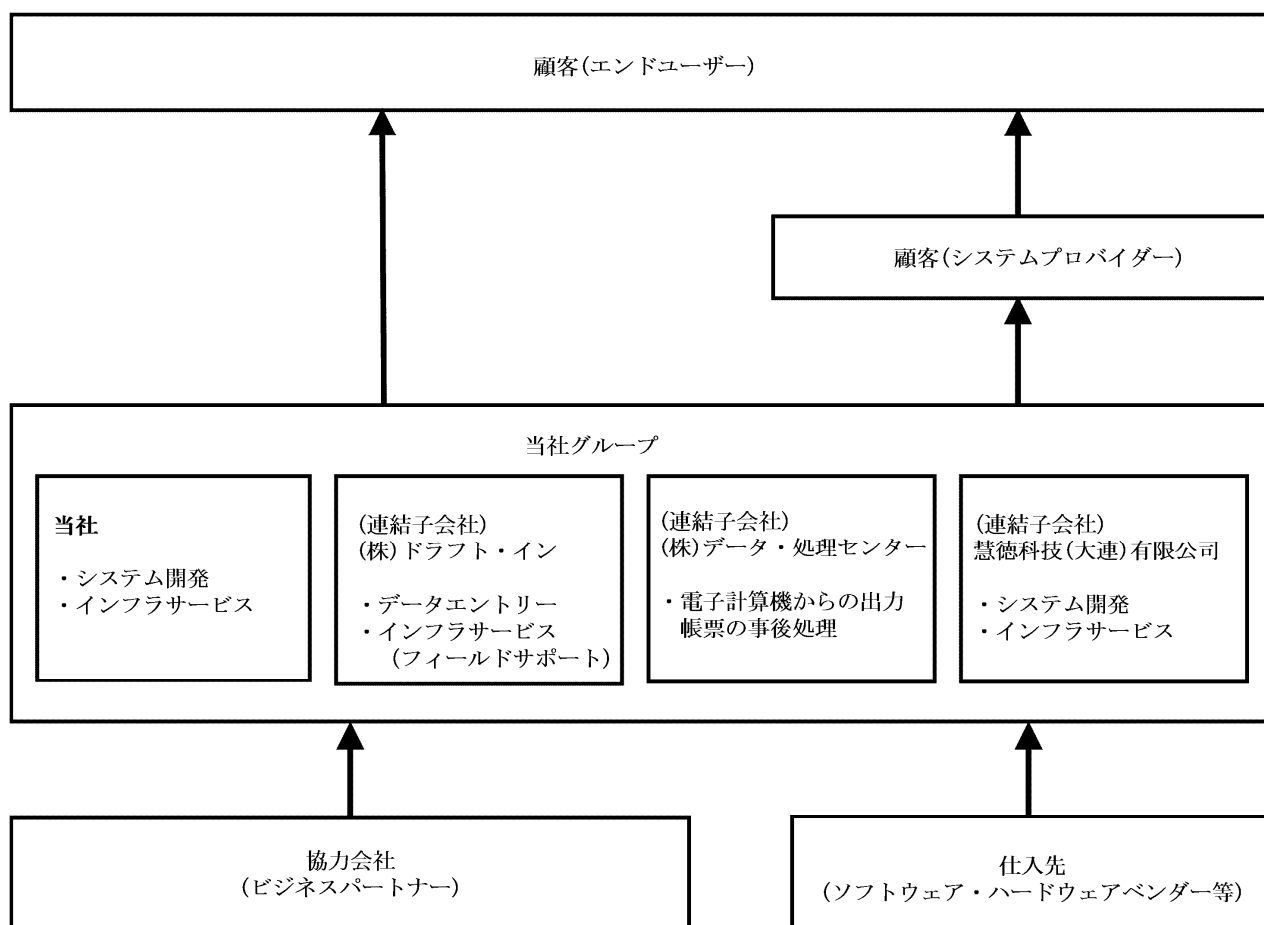 顧客(エンドユーザー)
顧客(システムプロバイダー)
当社グループ
当社
・システム開発
・インフラサービス
(連結子会社)
(株)ドラフト・イン
・データエントリー
・インフラサービス
(フィールドサポート)
(連結子会社)
(株)データ・処理センター
・電子計算機からの出力
帳票の事後処理
(連結子会社)
慧徳科技(大連)有限公司
・システム開発
・インフラサービス
協力会社
(ビジネスパートナー)
仕入先
(ソフトウェア・ハードウェアベンダー等)